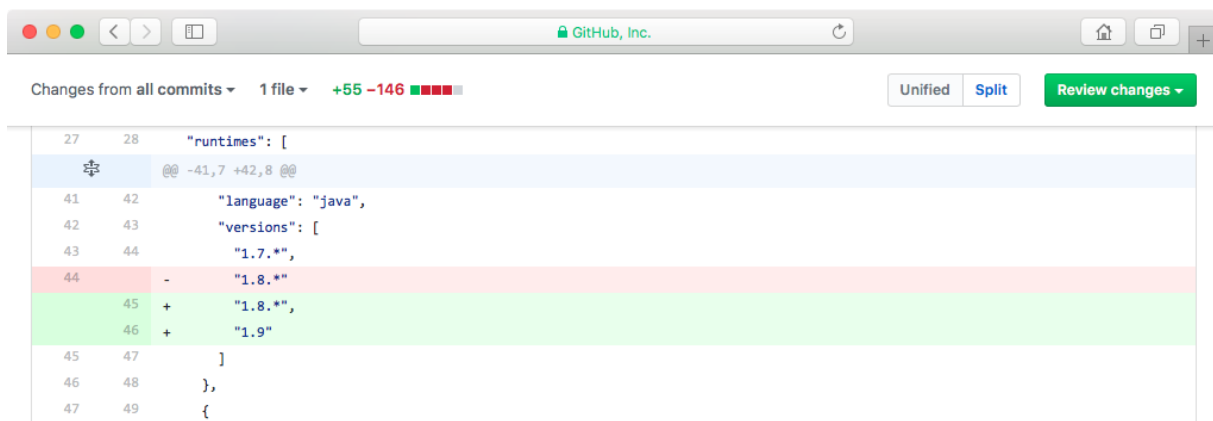 GitHub, Inc.
Changes from all commits 1 file +55 −146 Unified Split Review changes
27 28 "runtimes": [
@@ -41,7 +42,8 @@
41 42 "language": "java",
42 43 "versions": [
43 44 "1.7.*",
44 - "1.8.*"
45 + "1.8.*",
46 + "1.9"
45 47 ]
46 48 },
47 49 {